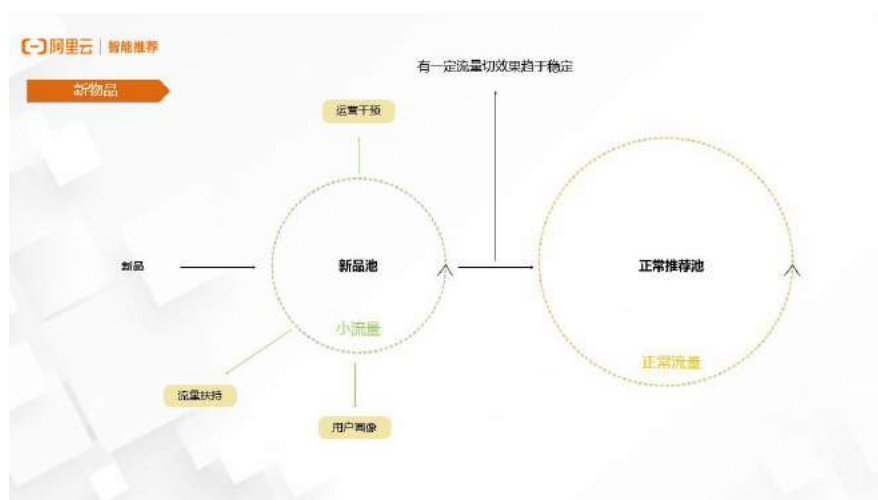 阿里云 | 智能推荐
新物品
有一定流量切效果趋于稳定
运营干预
新品
新品池
正常推荐池
小流量
正常流量
流量扶持
用户画像